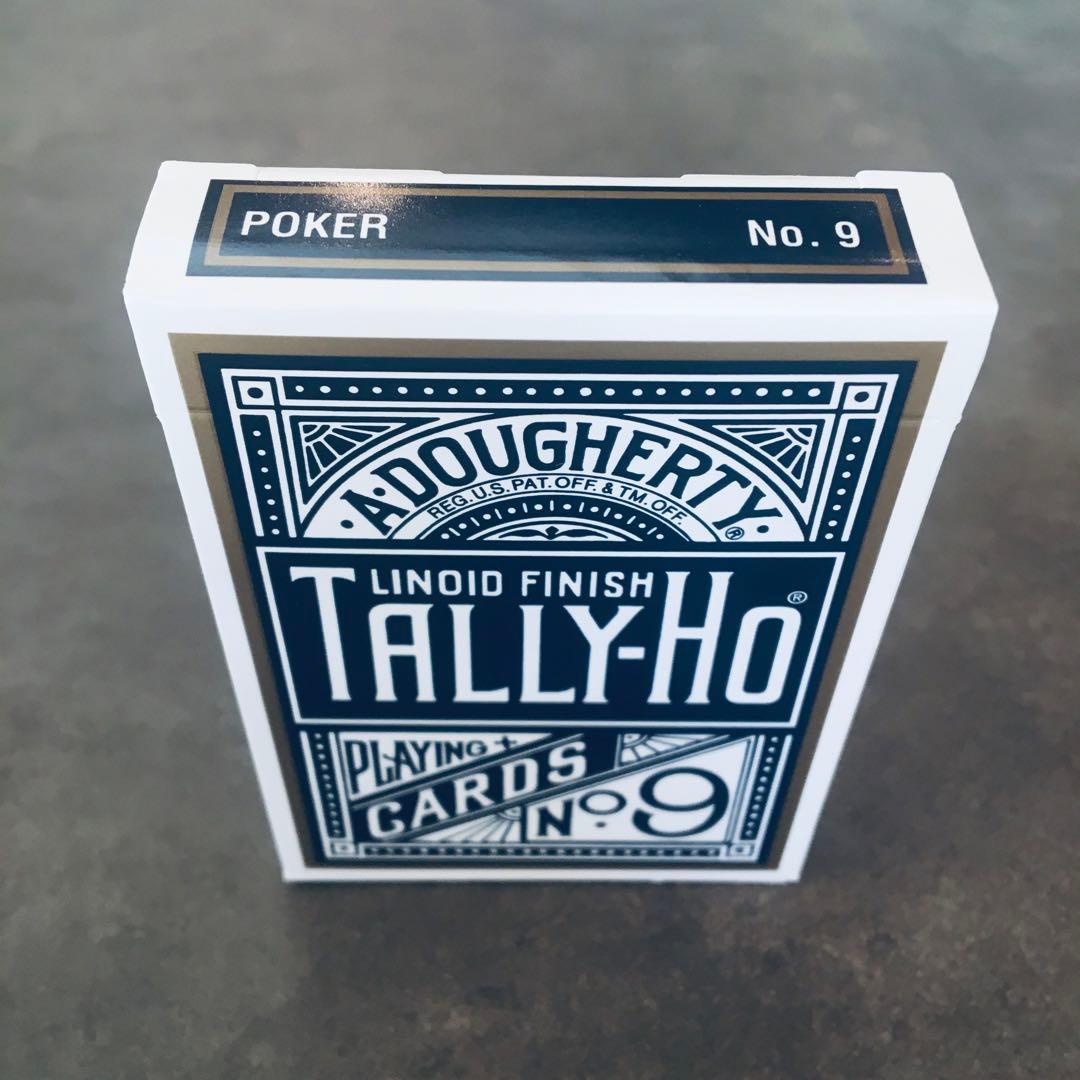 POKER No. 9
A. DOUGHERTY ®
REG. U.S. PAT. OFF. & TM. OFF.
LINOID FINISH
TALLY-HO ®
PLAYING
CARDS
No. 9